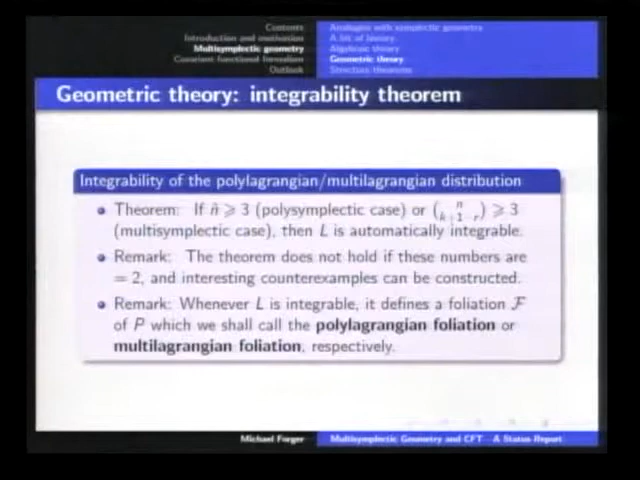 Contents
Introduction and motivation
Multisymplectic geometry
Covariant functional formalism
Outlook
Analogies with symplectic geometry
A bit of history
Algebraic theory
Geometric theory
Structure theorems
Geometric theory: integrability theorem
Integrability of the polylagrangian/multilagrangian distribution
Theorem: If n̂ ⩾ 3 (polysymplectic case) or (n k+1−r) ⩾ 3
(multisymplectic case), then L is automatically integrable.
Remark: The theorem does not hold if these numbers are
= 2, and interesting counterexamples can be constructed.
Remark: Whenever L is integrable, it defines a foliation ℱ
of P which we shall call the polylagrangian foliation or
multilagrangian foliation, respectively.
Michael Forger
Multisymplectic Geometry and CFT A Status Report